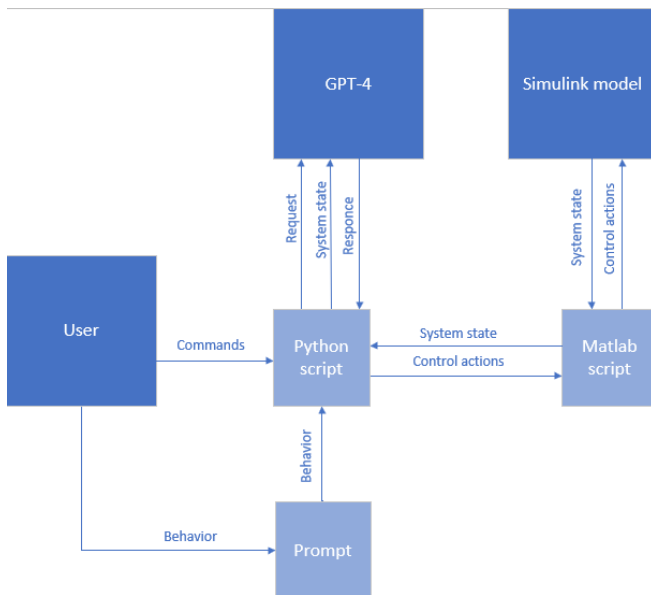 GPT-4
Simulink model
Request
System state
Responce
System state
Control actions
User
Commands
Python
script
System state
Control actions
Matlab
script
Behavior
Behavior
Prompt